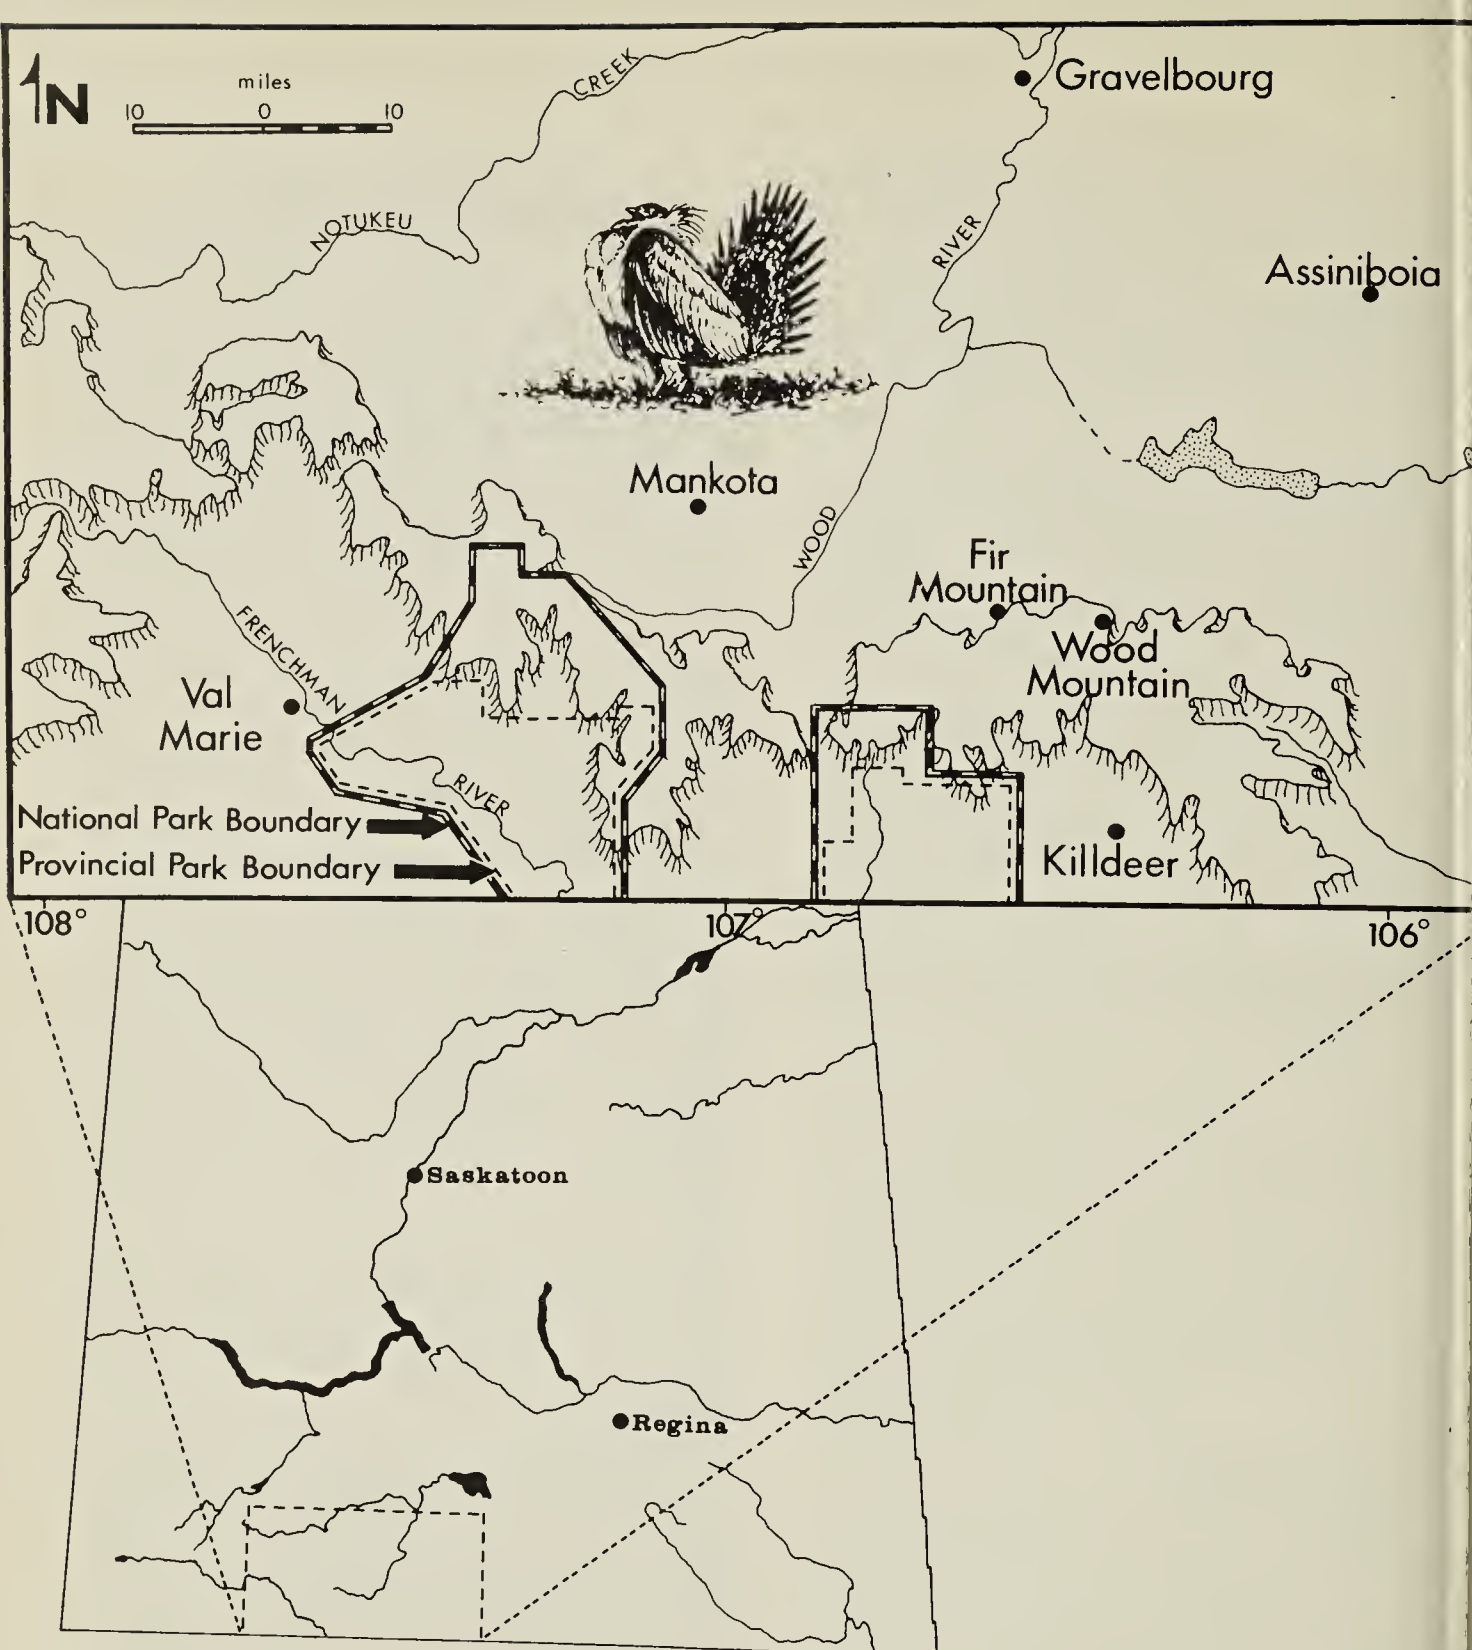 N
miles
10 0 10
CREEK
Gravelbourg
NOTUKEU
RIVER
Assiniboia
Mankota
WOOD
Fir
Mountain
Wood
Mountain
FRENCHMAN
Val
Marie
RIVER
National Park Boundary
Provincial Park Boundary
Killdeer
108°
107°
106°
Saskatoon
Regina